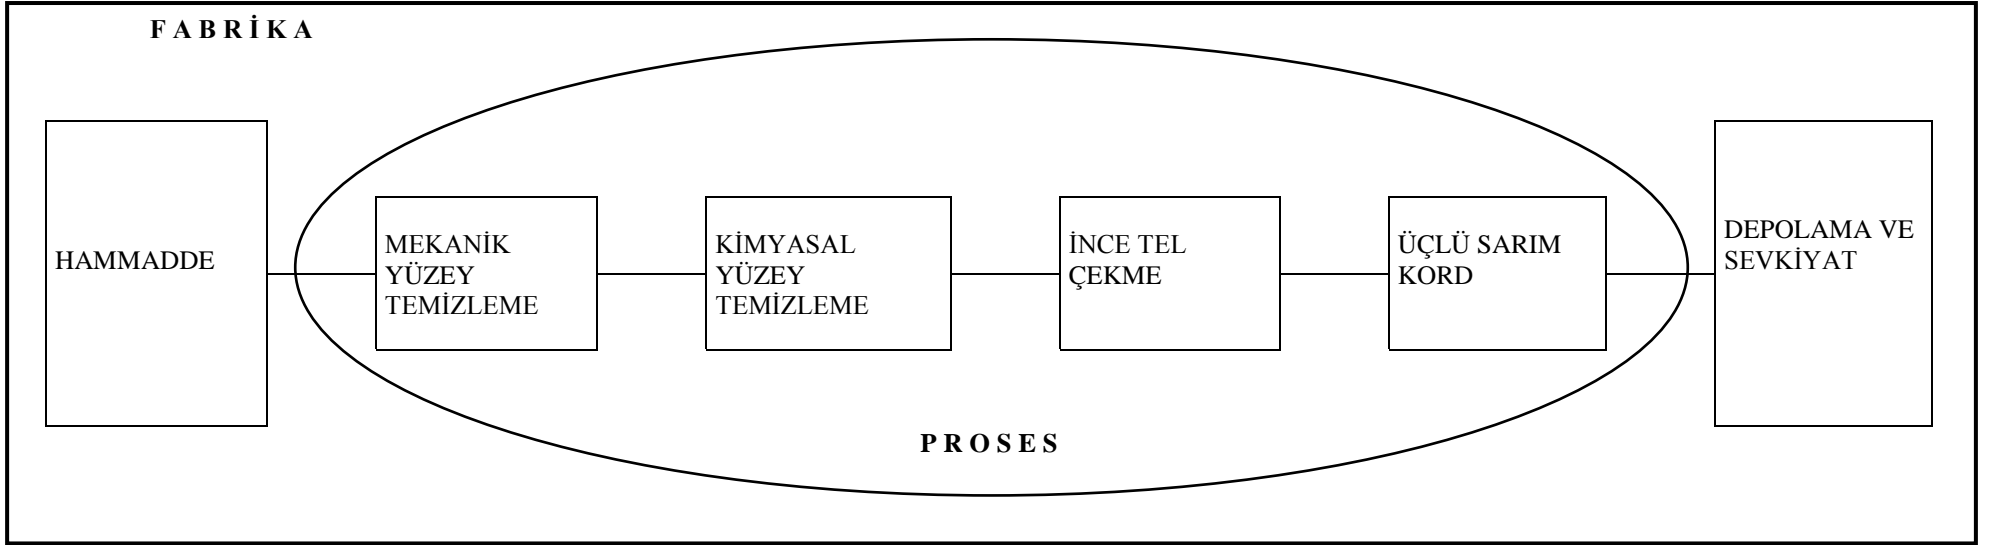 F A B R İ K A
HAMMADDE
MEKANİK
YÜZEY
TEMİZLEME
KİMYASAL
YÜZEY
TEMİZLEME
İNCE TEL
ÇEKME
ÜÇLÜ SARIM
KORD
DEPOLAMA VE
SEVKİYAT
P R O S E S